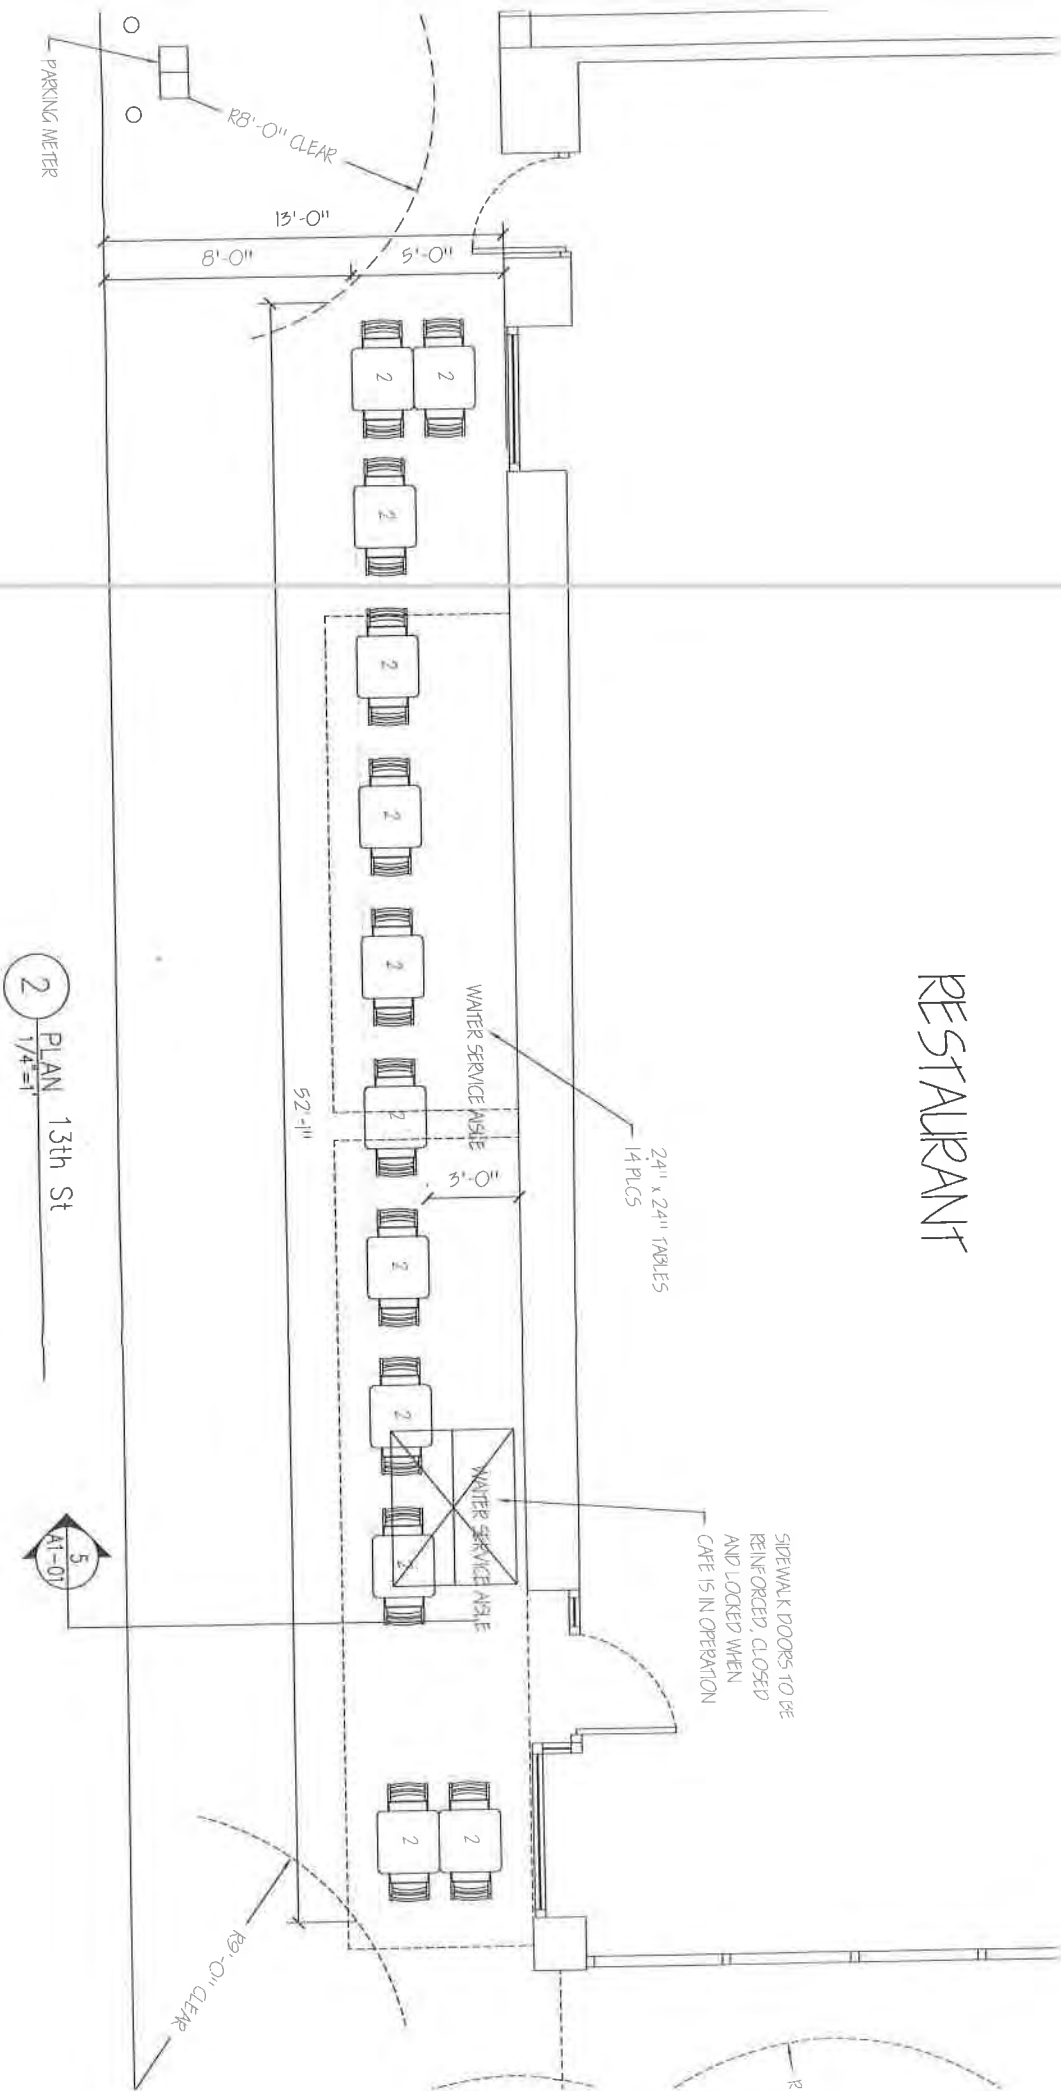 RESTAURANT
SIDEWALK DOORS TO BE
REINFORCED, CLOSED
AND LOCKED WHEN
CAFE IS IN OPERATION
24" x 24" TABLES
14 PLCS
WAITER SERVICE AISLE
WAITER SERVICE AISLE
3'-0"
2
2
2
2
2
2
2
2
2
2
2
2
13'-0"
8'-0"
5'-0"
52'-1"
R8'-0" CLEAR
PARKING METER
R9'-0" CLEAR
R
2
PLAN 13th St
1/4"=1'
5
A1-01